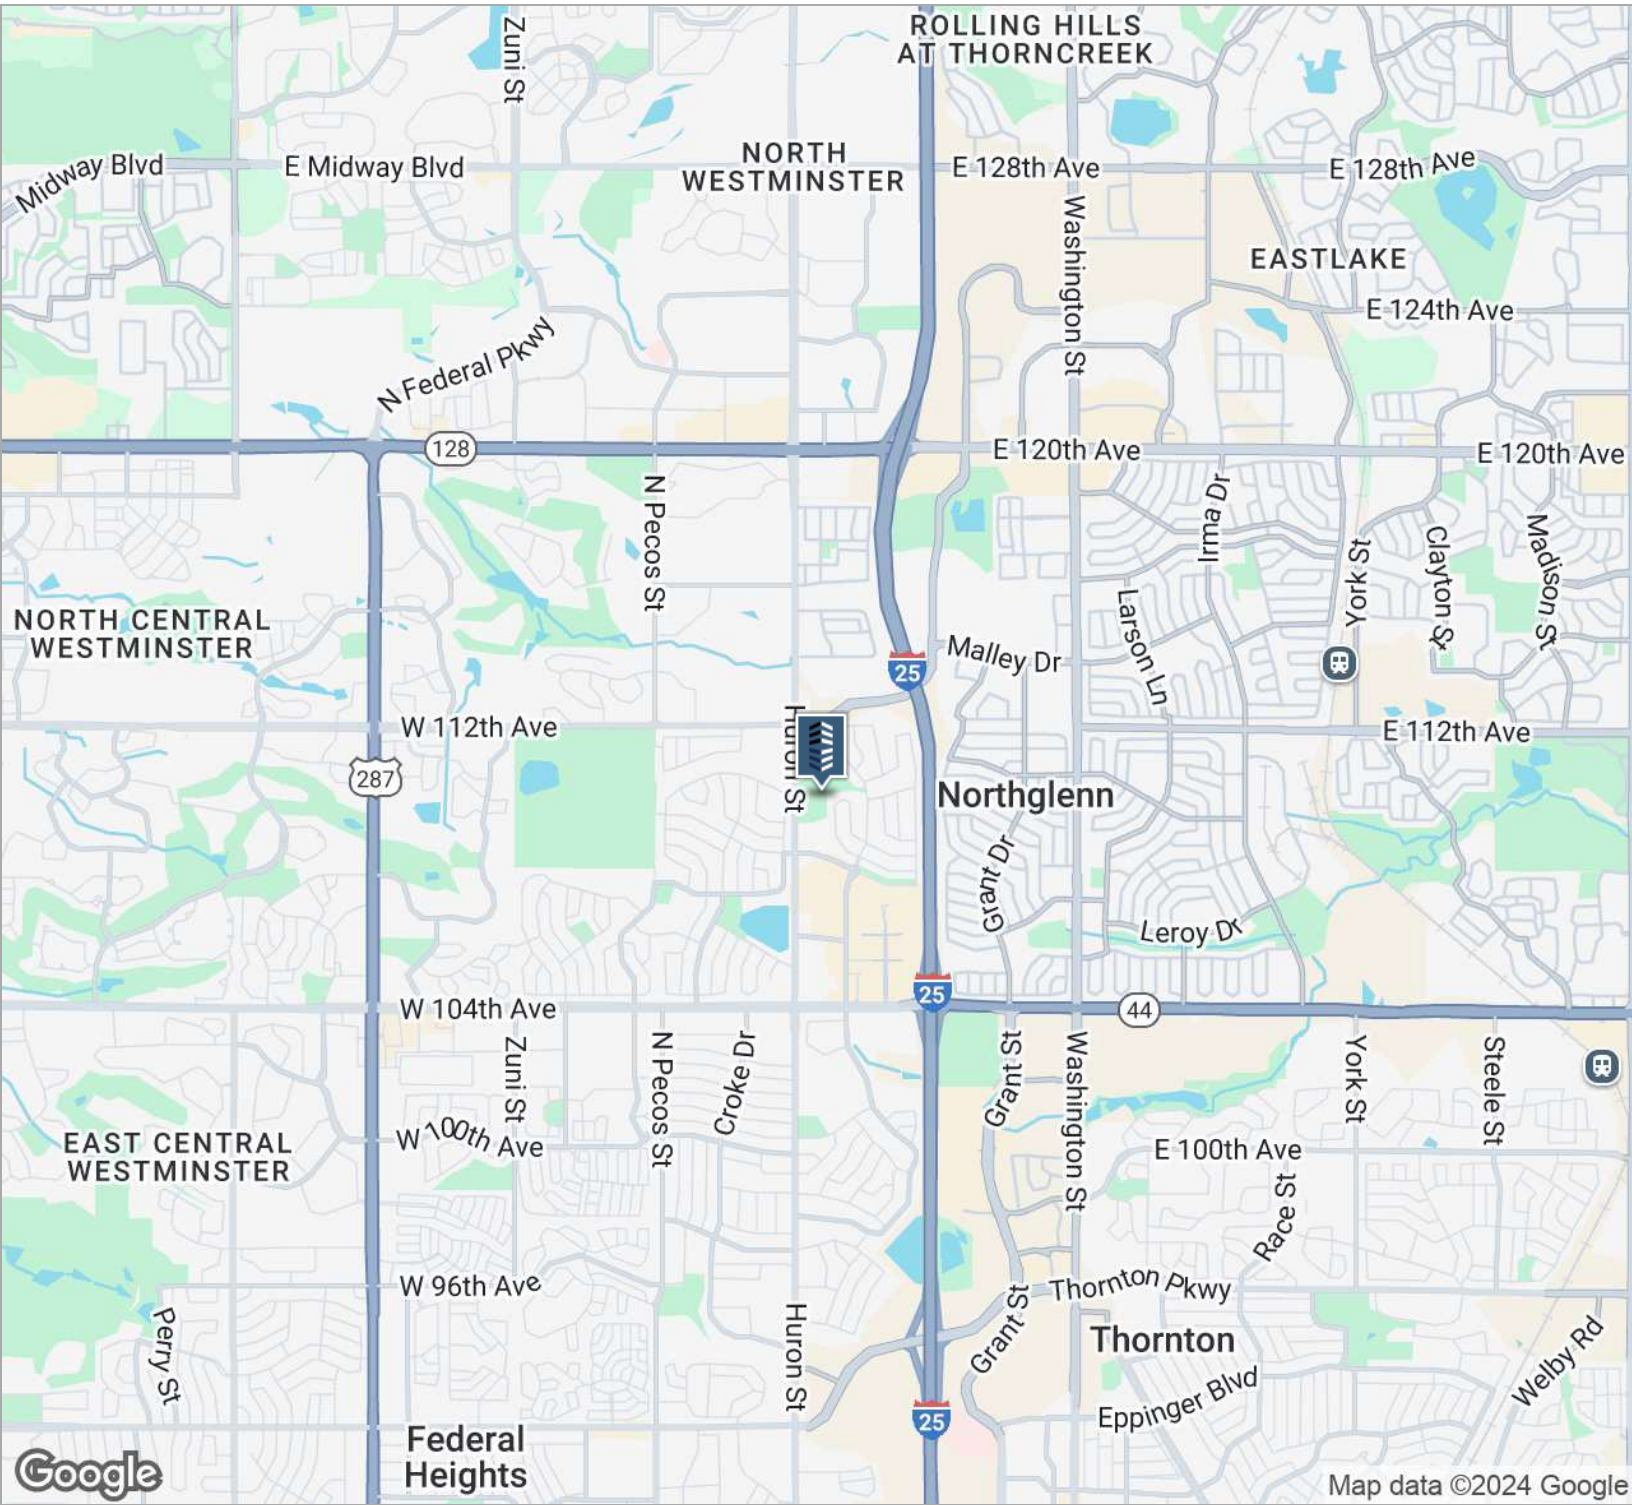 ROLLING HILLS
AT THORNCREEK
Zuni St
NORTH
WESTMINSTER
Midway Blvd
E Midway Blvd
E 128th Ave
E 128th Ave
Washington St
EASTLAKE
E 124th Ave
N Federal Pkwy
128
E 120th Ave
E 120th Ave
N Pecos St
Irma Dr
York St
Clayton St
Madison St
NORTH CENTRAL
WESTMINSTER
Larson Ln
Malley Dr
25
W 112th Ave
Huron St
E 112th Ave
287
Northglenn
Grant Dr
Leroy Dr
25
W 104th Ave
44
Zuni St
N Pecos St
Croke Dr
Grant St
Washington St
York St
Steele St
EAST CENTRAL
WESTMINSTER
W 100th Ave
E 100th Ave
Race St
W 96th Ave
Thornton Pkwy
Perry St
Huron St
Grant St
Thornton
Welby Rd
Eppinger Blvd
25
Federal
Heights
Google
Map data ©2024 Google